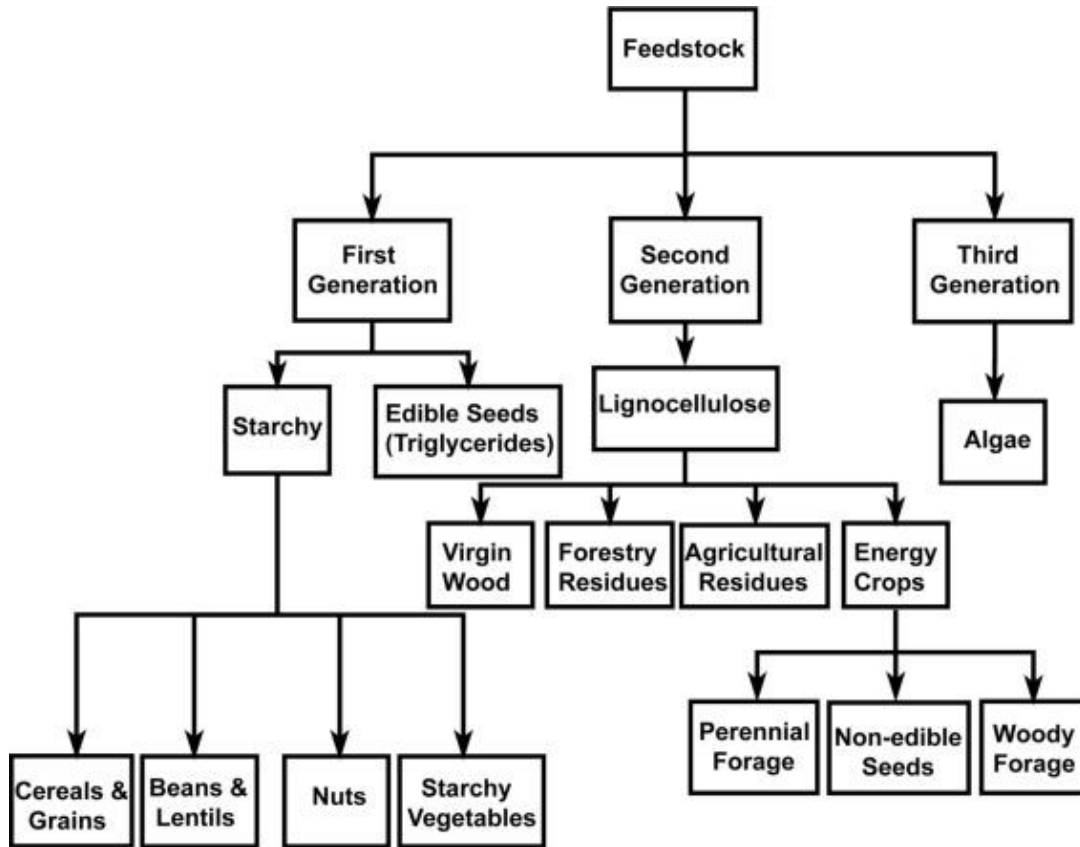 Feedstock
First
Generation
Second
Generation
Third
Generation
Starchy
Edible Seeds
(Triglycerides)
Lignocellulose
Algae
Virgin
Wood
Forestry
Residues
Agricultural
Residues
Energy
Crops
Perennial
Forage
Non-edible
Seeds
Woody
Forage
Cereals &
Grains
Beans &
Lentils
Nuts
Starchy
Vegetables